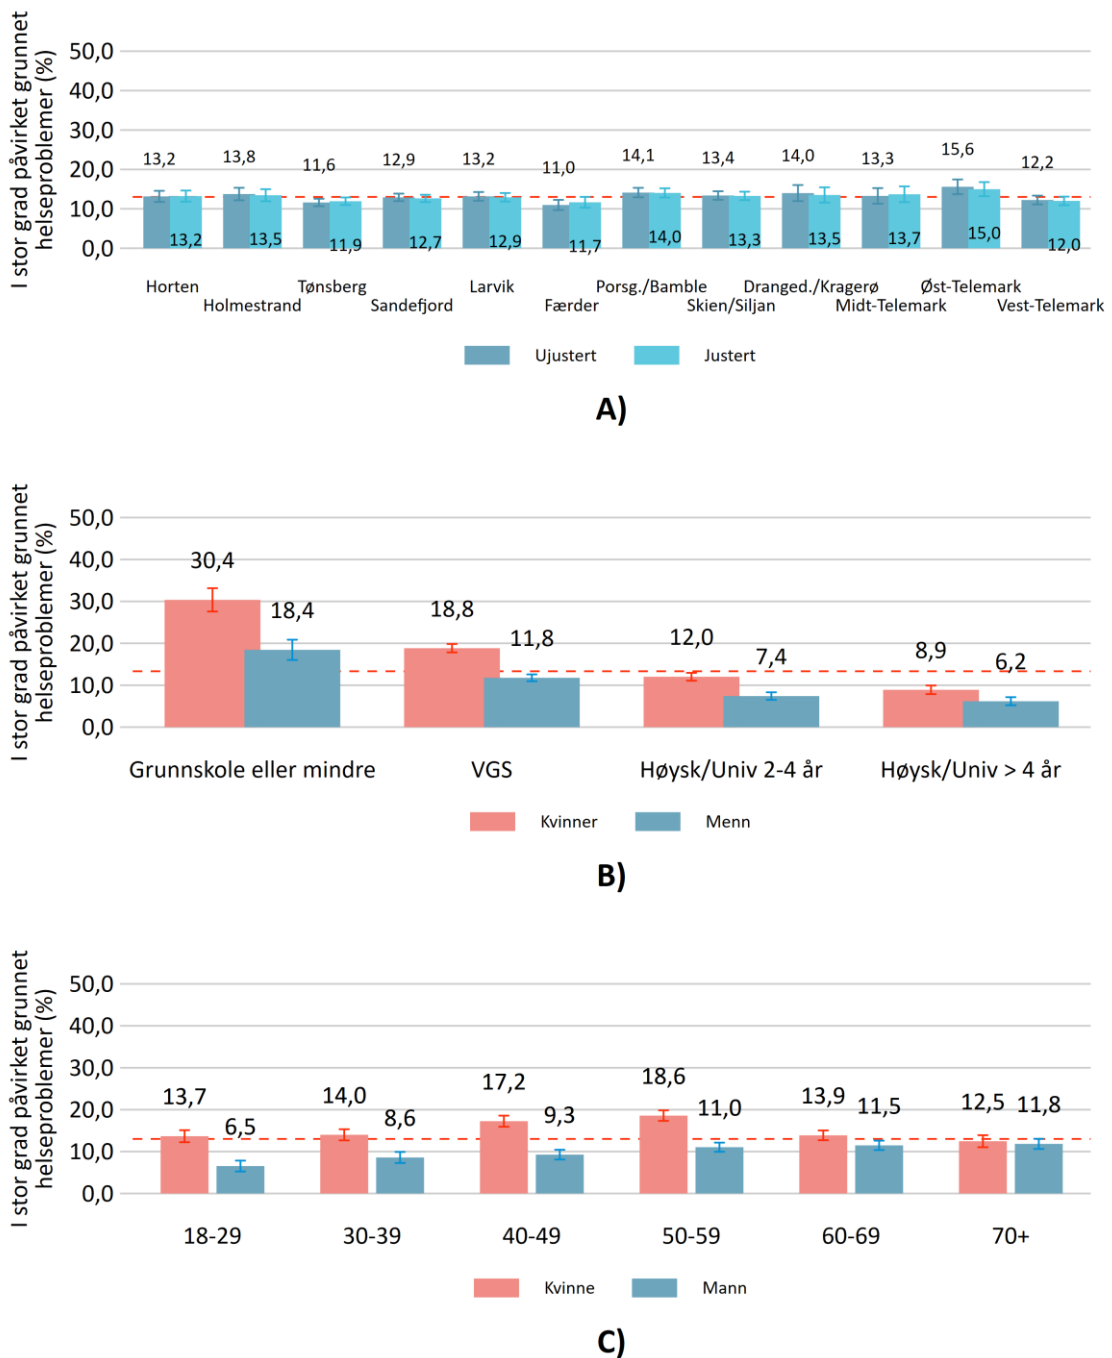 I stor grad påvirket grunnet
helseproblemer (%)
50,0
40,0
30,0
20,0
10,0
0,0
13,2 13,8 11,6 12,9 13,2 11,0 14,1 13,4 14,0 13,3 15,6 12,2
13,2 13,5 11,9 12,7 12,9 11,7 14,0 13,3 13,5 13,7 15,0 12,0
Horten Tønsberg Larvik Porsg./Bamble Dranged./Kragerø Øst-Telemark
Holmestrand Sandefjord Færder Skien/Siljan Midt-Telemark Vest-Telemark
Ujustert Justert
A)
I stor grad påvirket grunnet
helseproblemer (%)
50,0
40,0
30,0
20,0
10,0
0,0
30,4 18,4 18,8 11,8 12,0 7,4 8,9 6,2
Grunnskole eller mindre VGS Høysk/Univ 2-4 år Høysk/Univ > 4 år
Kvinner Menn
B)
I stor grad påvirket grunnet
helseproblemer (%)
50,0
40,0
30,0
20,0
10,0
0,0
13,7 6,5 14,0 8,6 17,2 9,3 18,6 11,0 13,9 11,5 12,5 11,8
18-29 30-39 40-49 50-59 60-69 70+
Kvinne Mann
C)